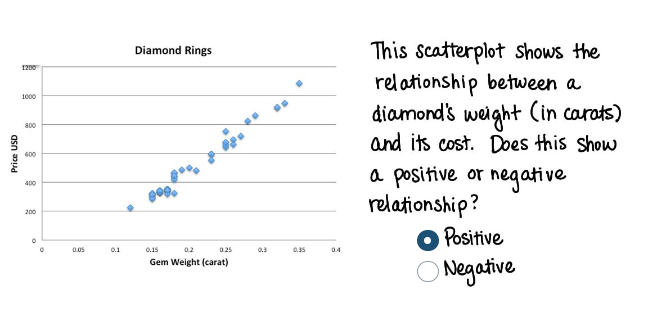 Diamond Rings
1200
1000
800
600
400
200
0
Price USD
0 0.05 0.1 0.15 0.2 0.25 0.3 0.35 0.4
Gem Weight (carat)
This scatterplot shows the
relationship between a
diamond's weight (in carats)
and its cost. Does this show
a positive or negative
relationship?
Positive
Negative